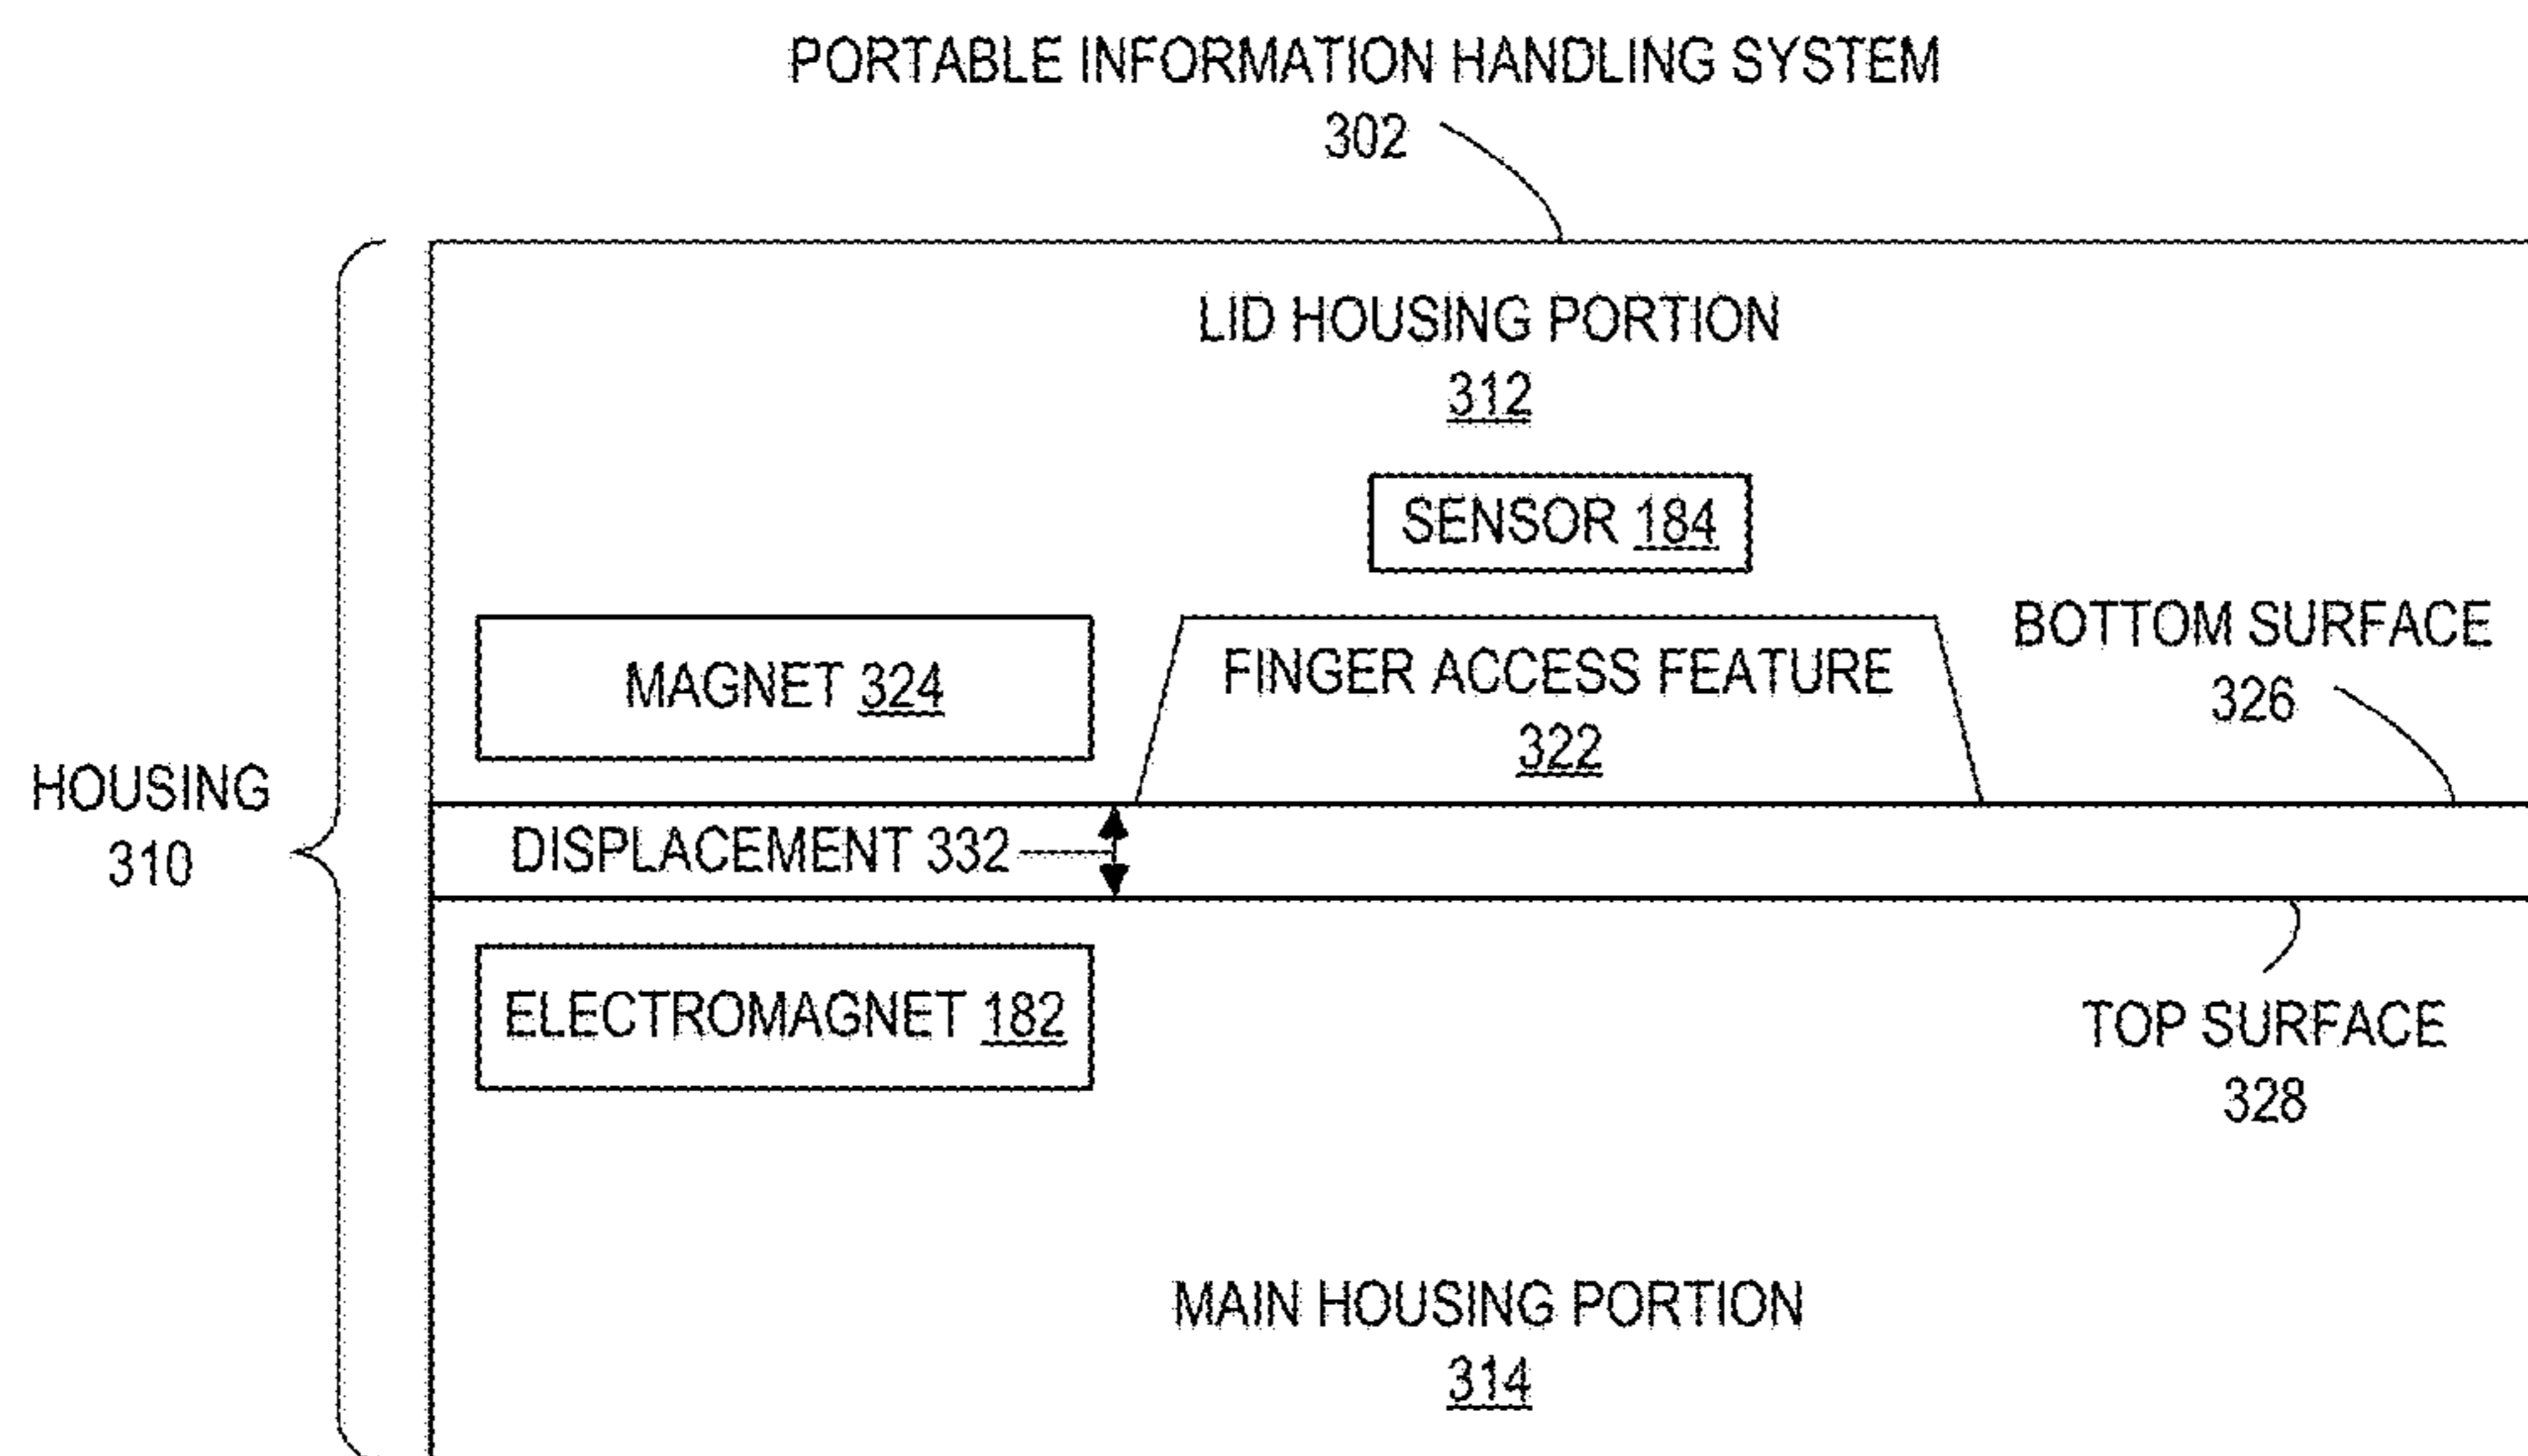 PORTABLE INFORMATION HANDLING SYSTEM
302
LID HOUSING PORTION
312
SENSOR 184
MAGNET 324
FINGER ACCESS FEATURE
322
BOTTOM SURFACE
326
HOUSING
310
DISPLACEMENT 332
ELECTROMAGNET 182
TOP SURFACE
328
MAIN HOUSING PORTION
314